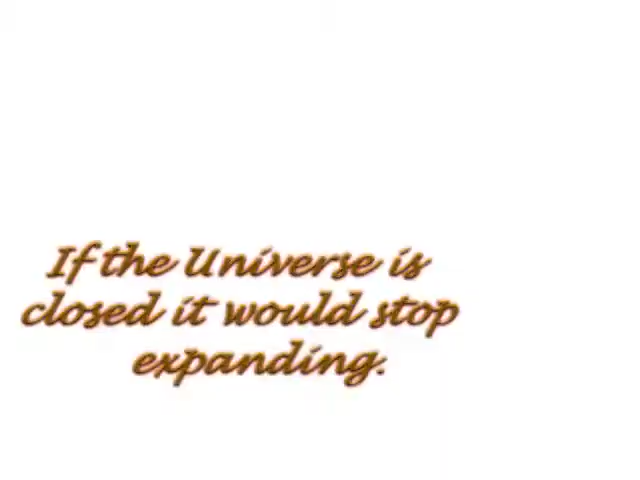 If the Universe is
closed it would stop
expanding.